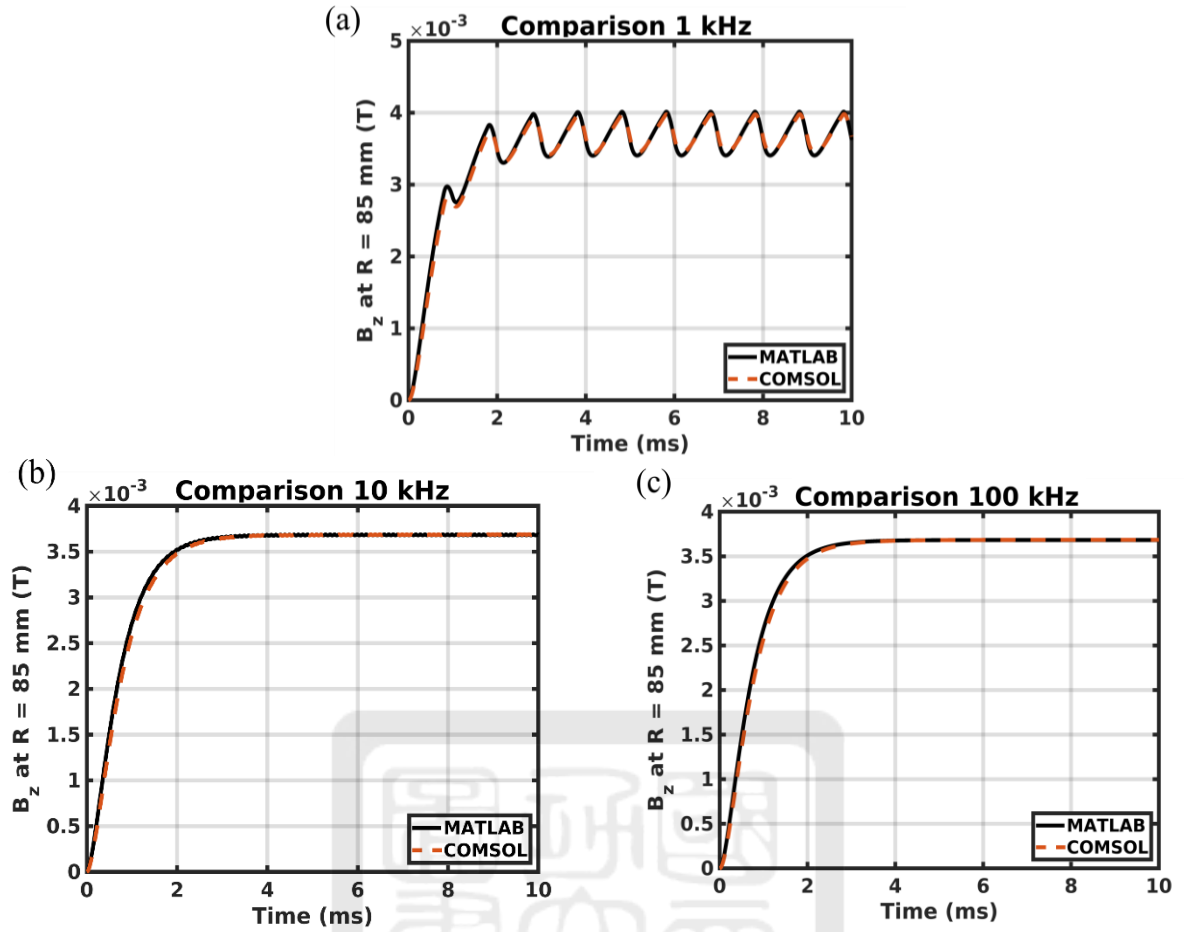 (a)
×10⁻³ Comparison 1 kHz
5
4
3
2
1
0
B_z at R = 85 mm (T)
0 2 4 6 8 10
Time (ms)
MATLAB
COMSOL
(b)
×10⁻³ Comparison 10 kHz
4
3.5
3
2.5
2
1.5
1
0.5
0
B_z at R = 85 mm (T)
0 2 4 6 8 10
Time (ms)
MATLAB
COMSOL
(c)
×10⁻³ Comparison 100 kHz
4
3.5
3
2.5
2
1.5
1
0.5
0
B_z at R = 85 mm (T)
0 2 4 6 8 10
Time (ms)
MATLAB
COMSOL